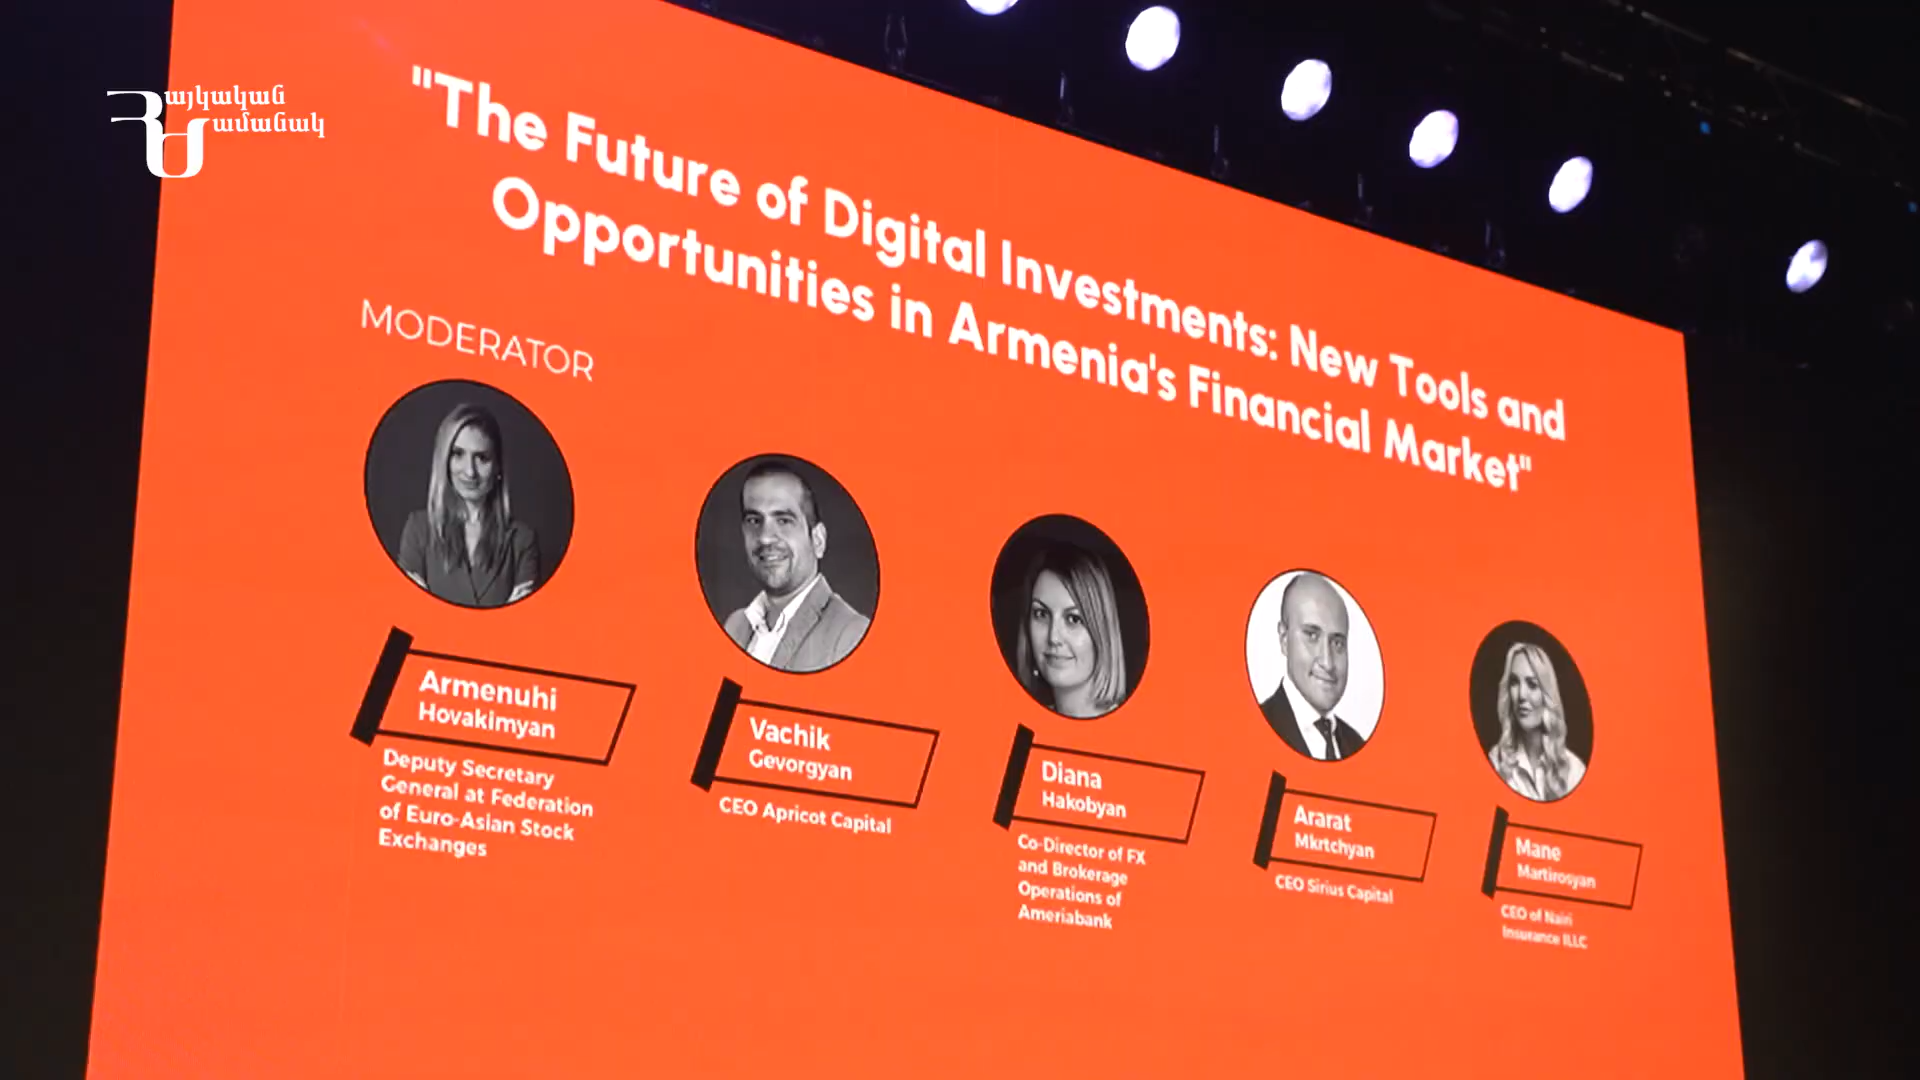 Հայկական
Ժամանակ
"The Future of Digital Investments: New Tools and
Opportunities in Armenia's Financial Market"
MODERATOR
Armenuhi
Hovakimyan
Deputy Secretary
General at Federation
of Euro-Asian Stock
Exchanges
Vachik
Gevorgyan
CEO Apricot Capital
Diana
Hakobyan
Co-Director of FX
and Brokerage
Operations of
Ameriabank
Ararat
Mkrtchyan
CEO Sirius Capital
Mane
Martirosyan
CEO of Nairi
Insurance ILLC